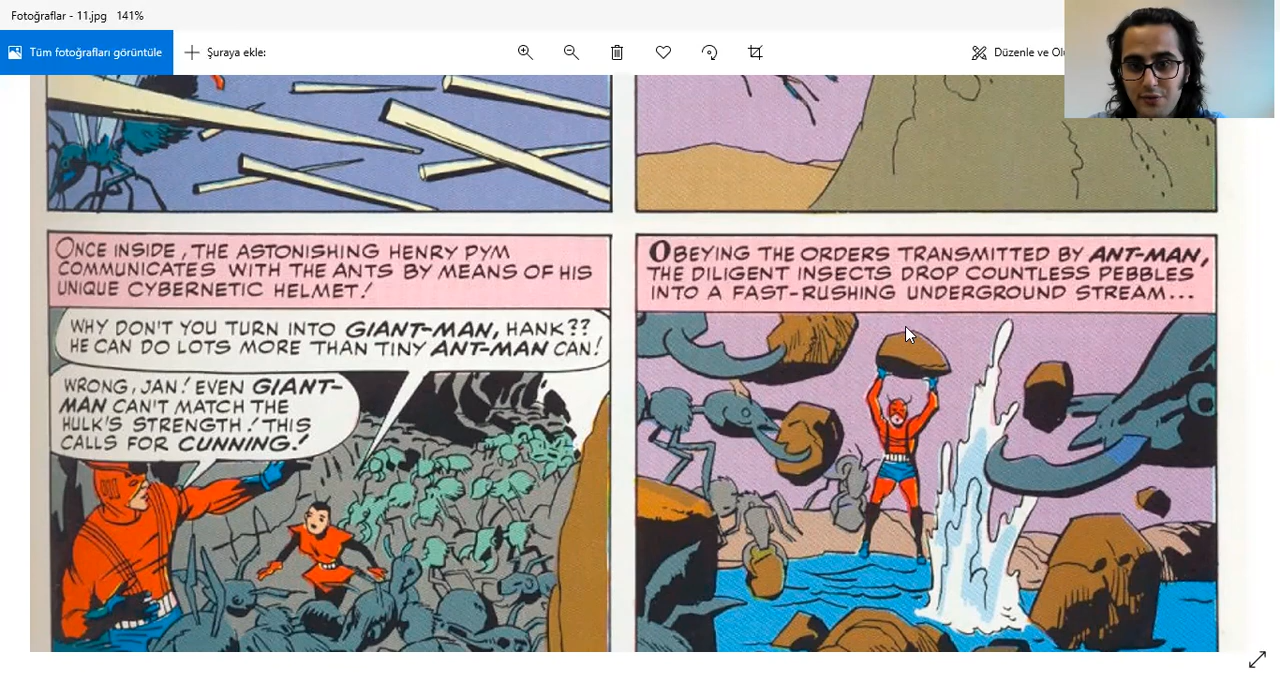 Fotoğraflar - 11.jpg 141%
Tüm fotoğrafları görüntüle
Şuraya ekle:
Düzenle ve
ONCE INSIDE, THE ASTONISHING HENRY PYM
COMMUNICATES WITH THE ANTS BY MEANS OF HIS
UNIQUE CYBERNETIC HELMET!
WHY DON'T YOU TURN INTO GIANT-MAN, HANK??
HE CAN DO LOTS MORE THAN TINY ANT-MAN CAN!
WRONG, JAN! EVEN GIANT-
MAN CAN'T MATCH THE
HULK'S STRENGTH! THIS
CALLS FOR CUNNING!
OBEYING THE ORDERS TRANSMITTED BY ANT-MAN,
THE DILIGENT INSECTS DROP COUNTLESS PEBBLES
INTO A FAST-RUSHING UNDERGROUND STREAM...